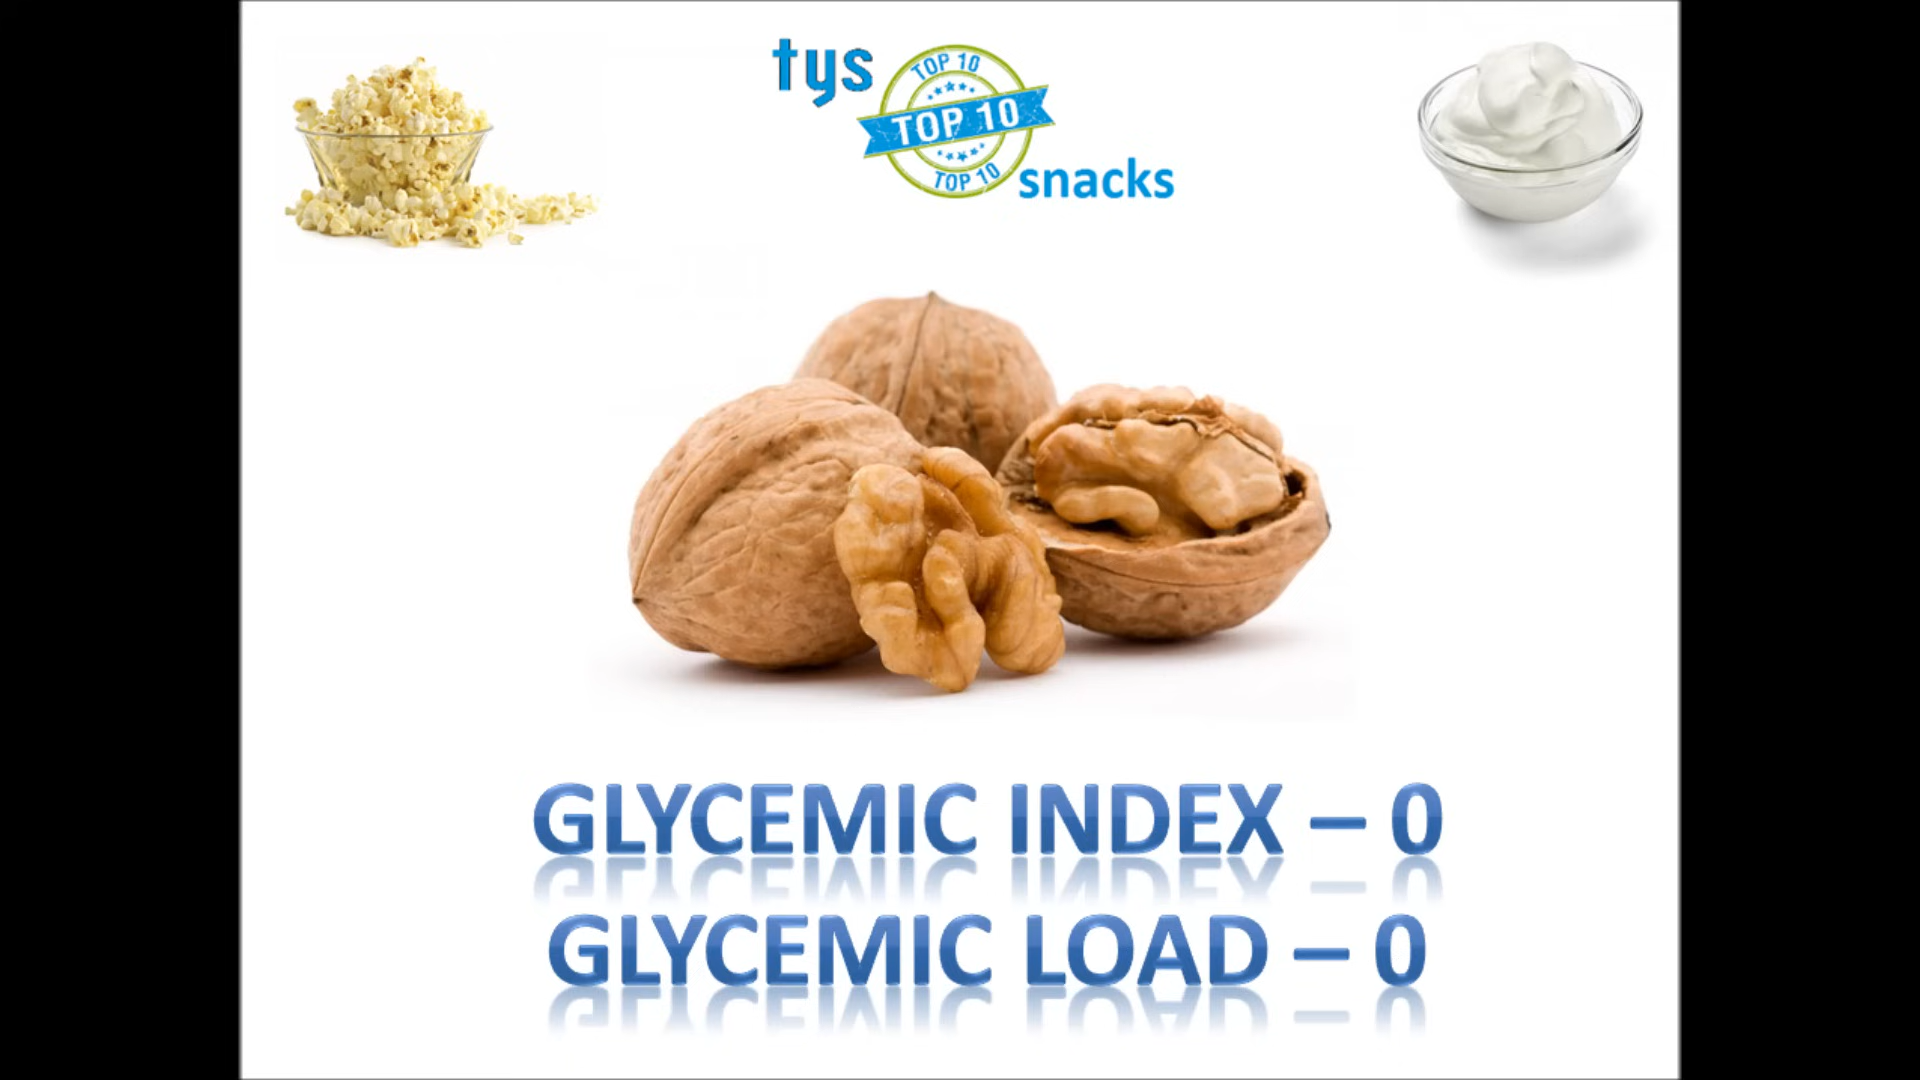 tys
TOP 10
TOP 10
TOP 10
snacks
GLYCEMIC INDEX – 0
GLYCEMIC LOAD – 0